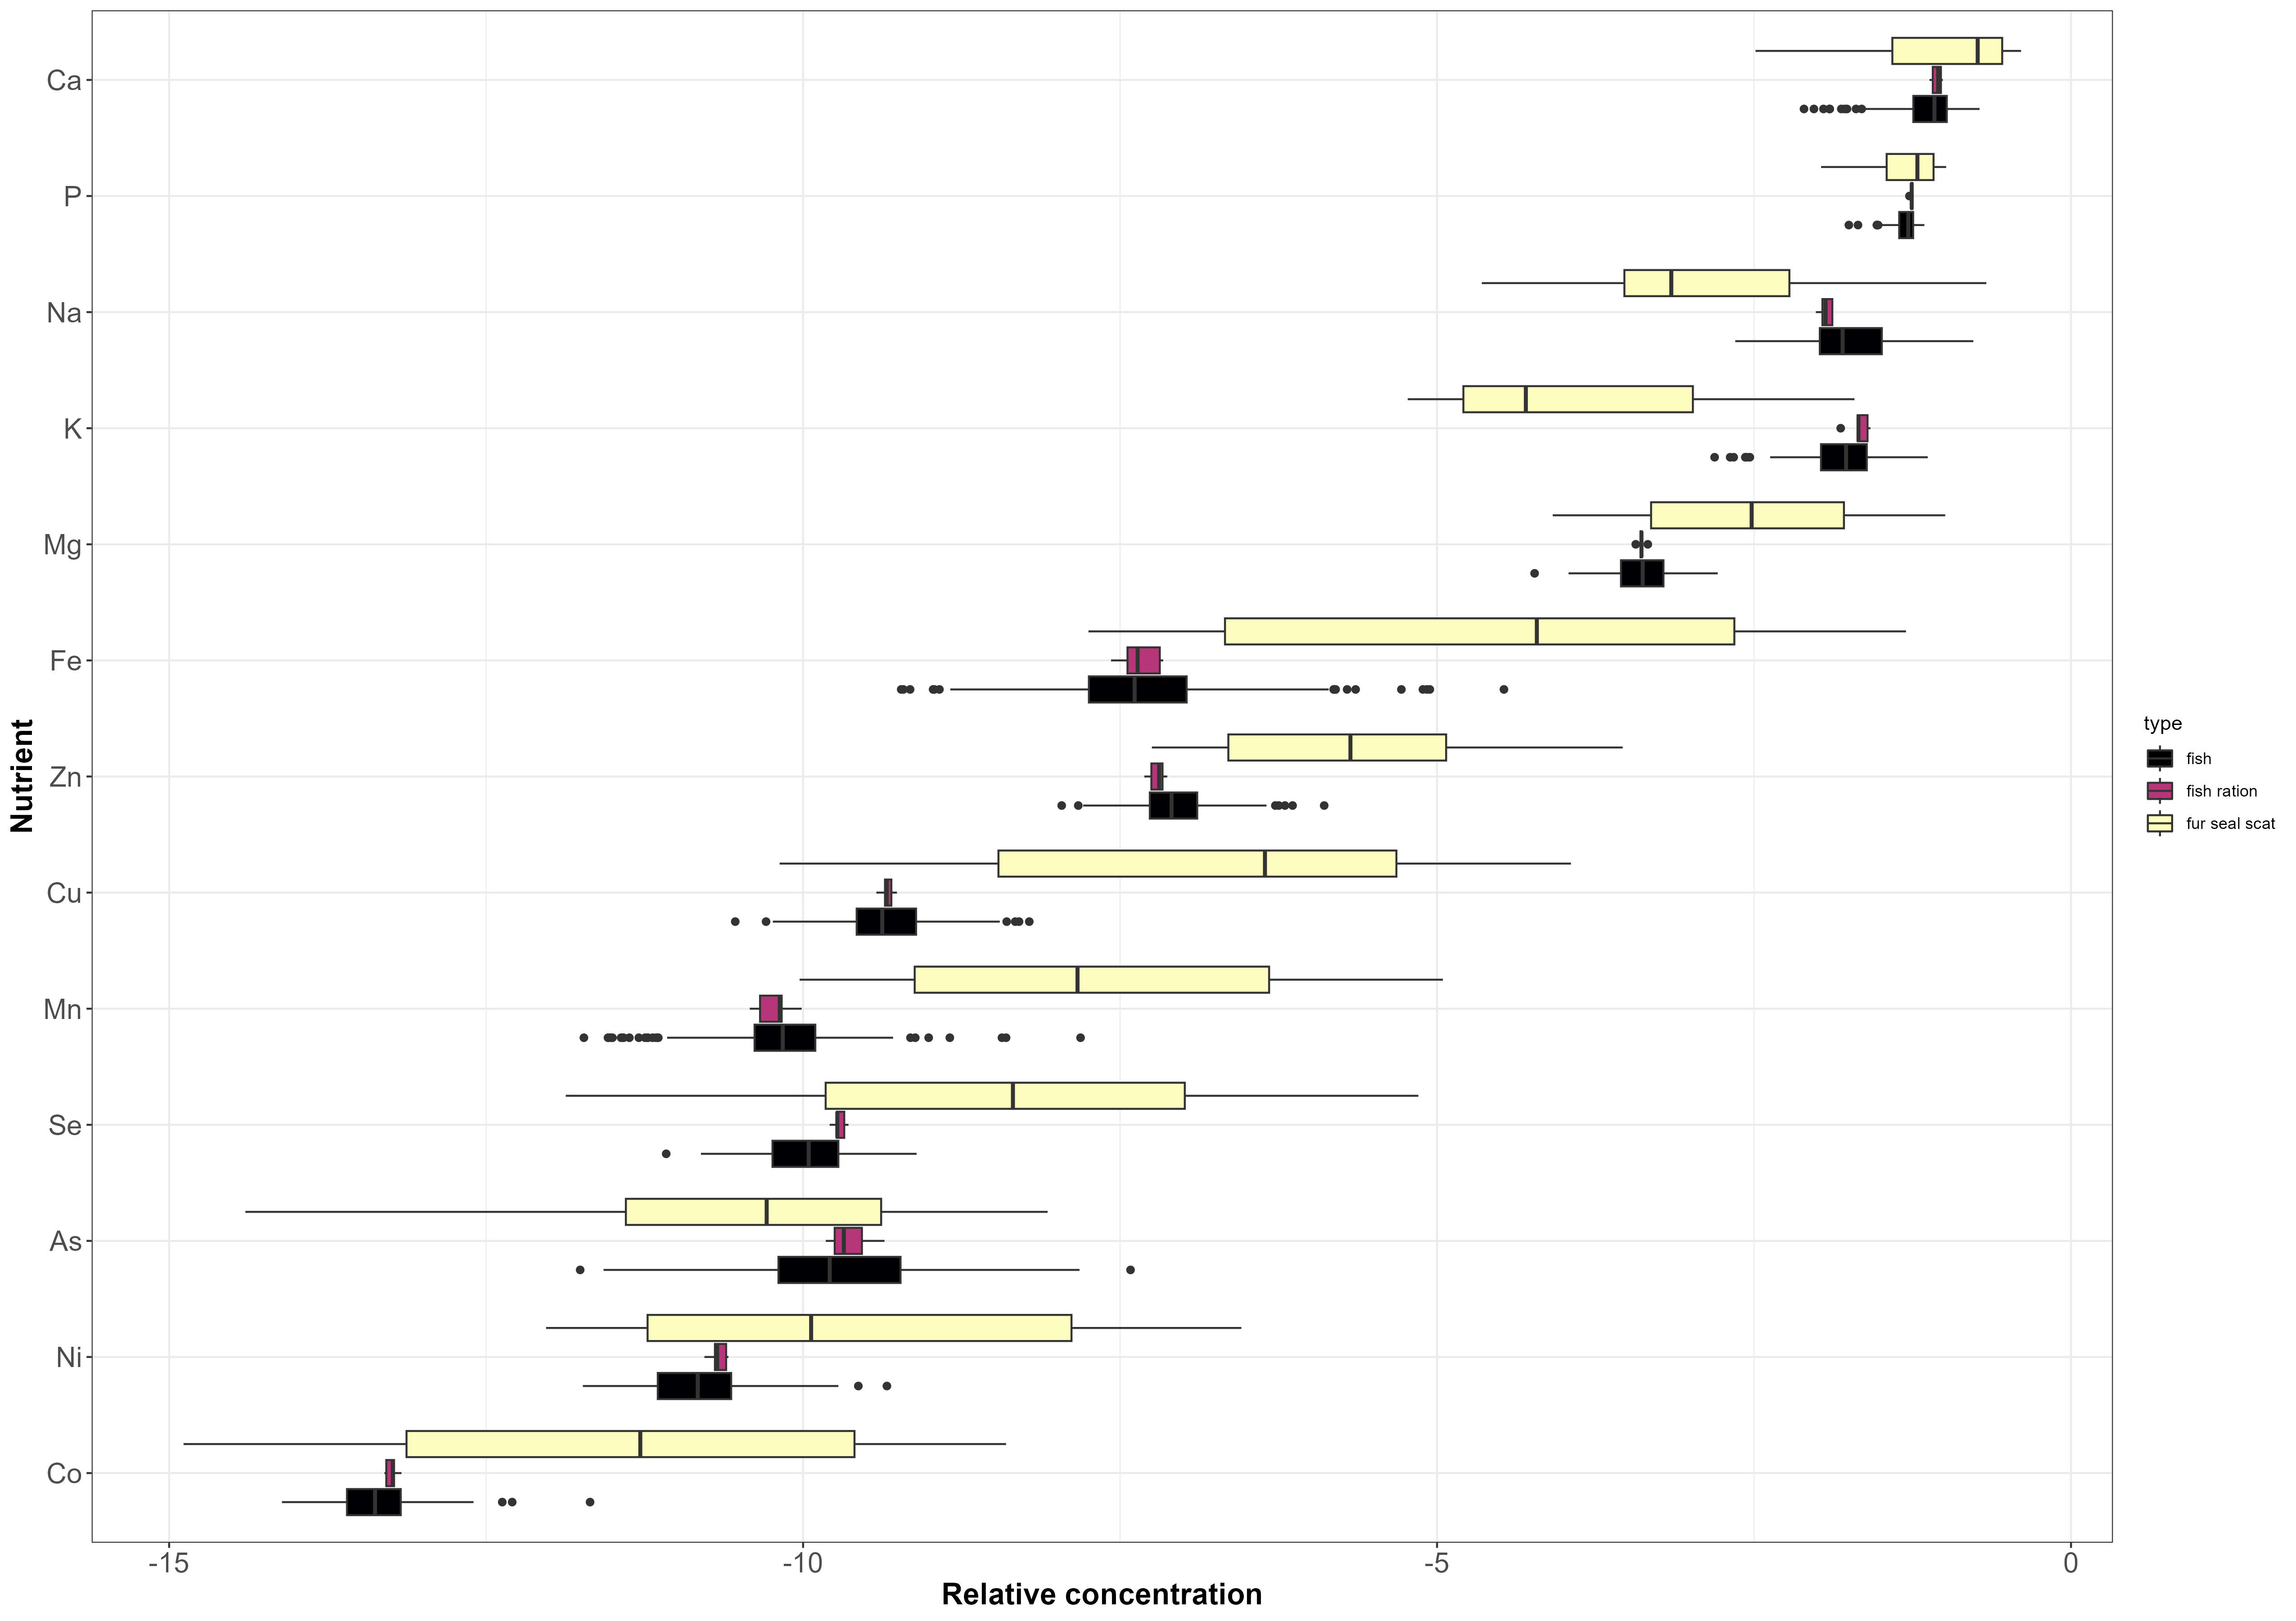 Ca
P
Na
K
Mg
Fe
Zn
Cu
Mn
Se
As
Ni
Co
Nutrient
-15 -10 -5 0
Relative concentration
type
fish
fish ration
fur seal scat